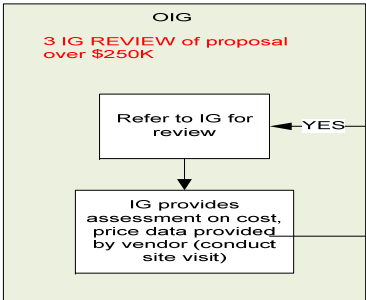 OIG
3 IG REVIEW of proposal
over $250K
Refer to IG for
review
YES
IG provides
assessment on cost,
price data provided
by vendor (conduct
site visit)